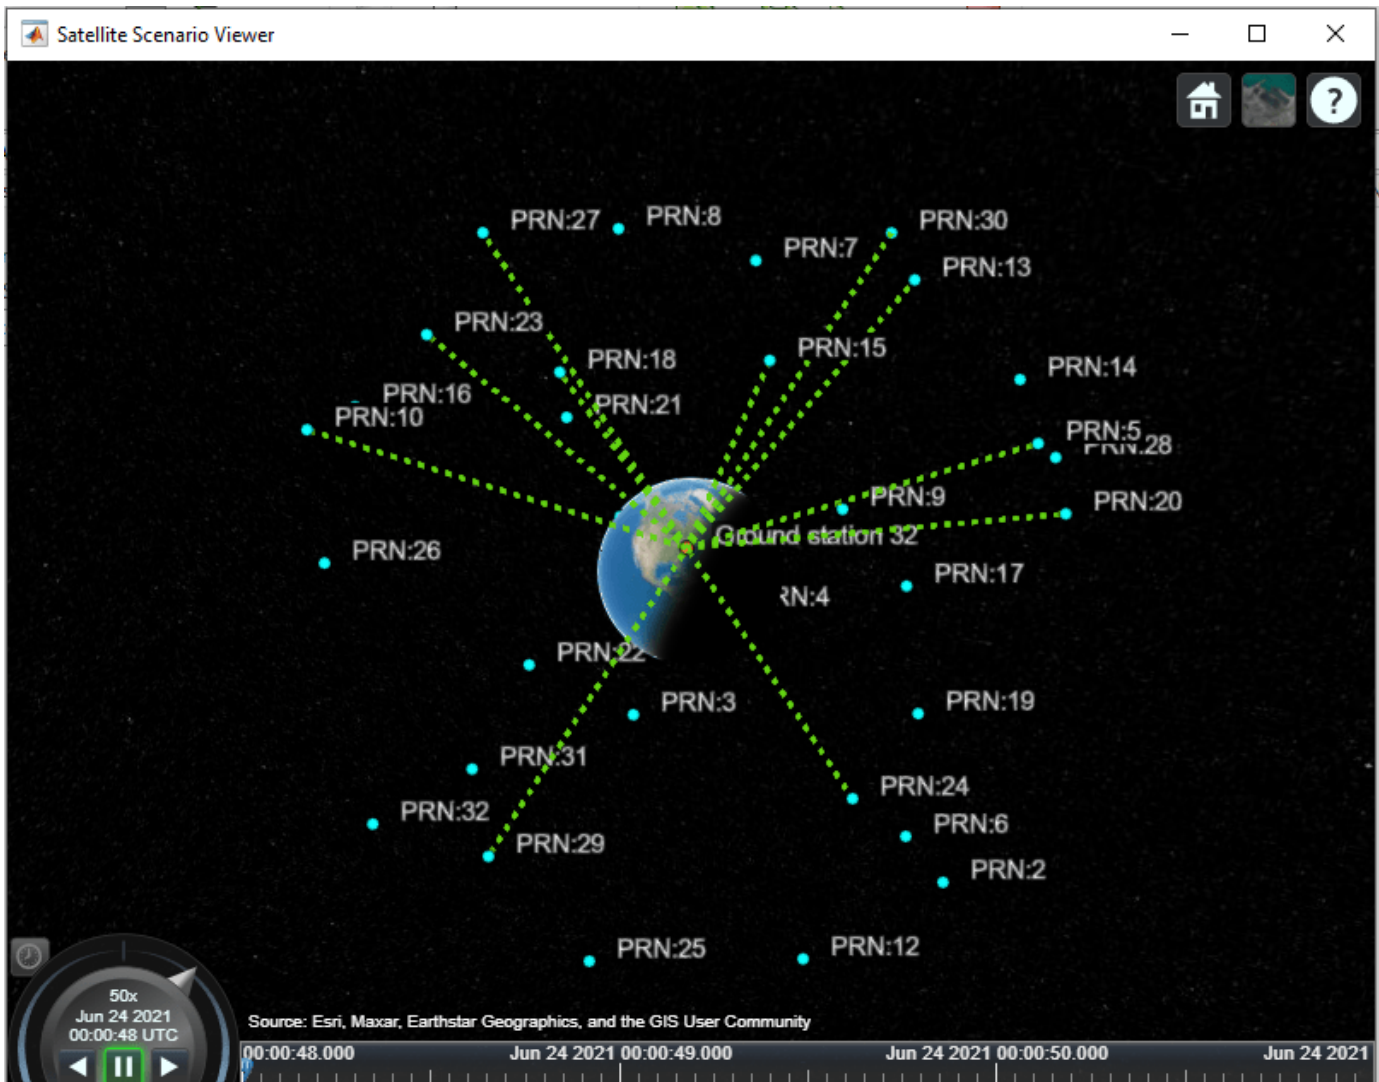 Satellite Scenario Viewer
?
PRN:27
PRN:8
PRN:30
PRN:7
PRN:13
PRN:23
PRN:15
PRN:18
PRN:14
PRN:16
PRN:21
PRN:10
PRN:5
PRN:28
PRN:9
PRN:20
Ground station 32
PRN:26
PRN:17
RN:4
PRN:22
PRN:3
PRN:19
PRN:31
PRN:24
PRN:32
PRN:6
PRN:29
PRN:2
PRN:25
PRN:12
50x
Jun 24 2021
00:00:48 UTC
Source: Esri, Maxar, Earthstar Geographics, and the GIS User Community
00:00:48.000 Jun 24 2021 00:00:49.000 Jun 24 2021 00:00:50.000 Jun 24 2021